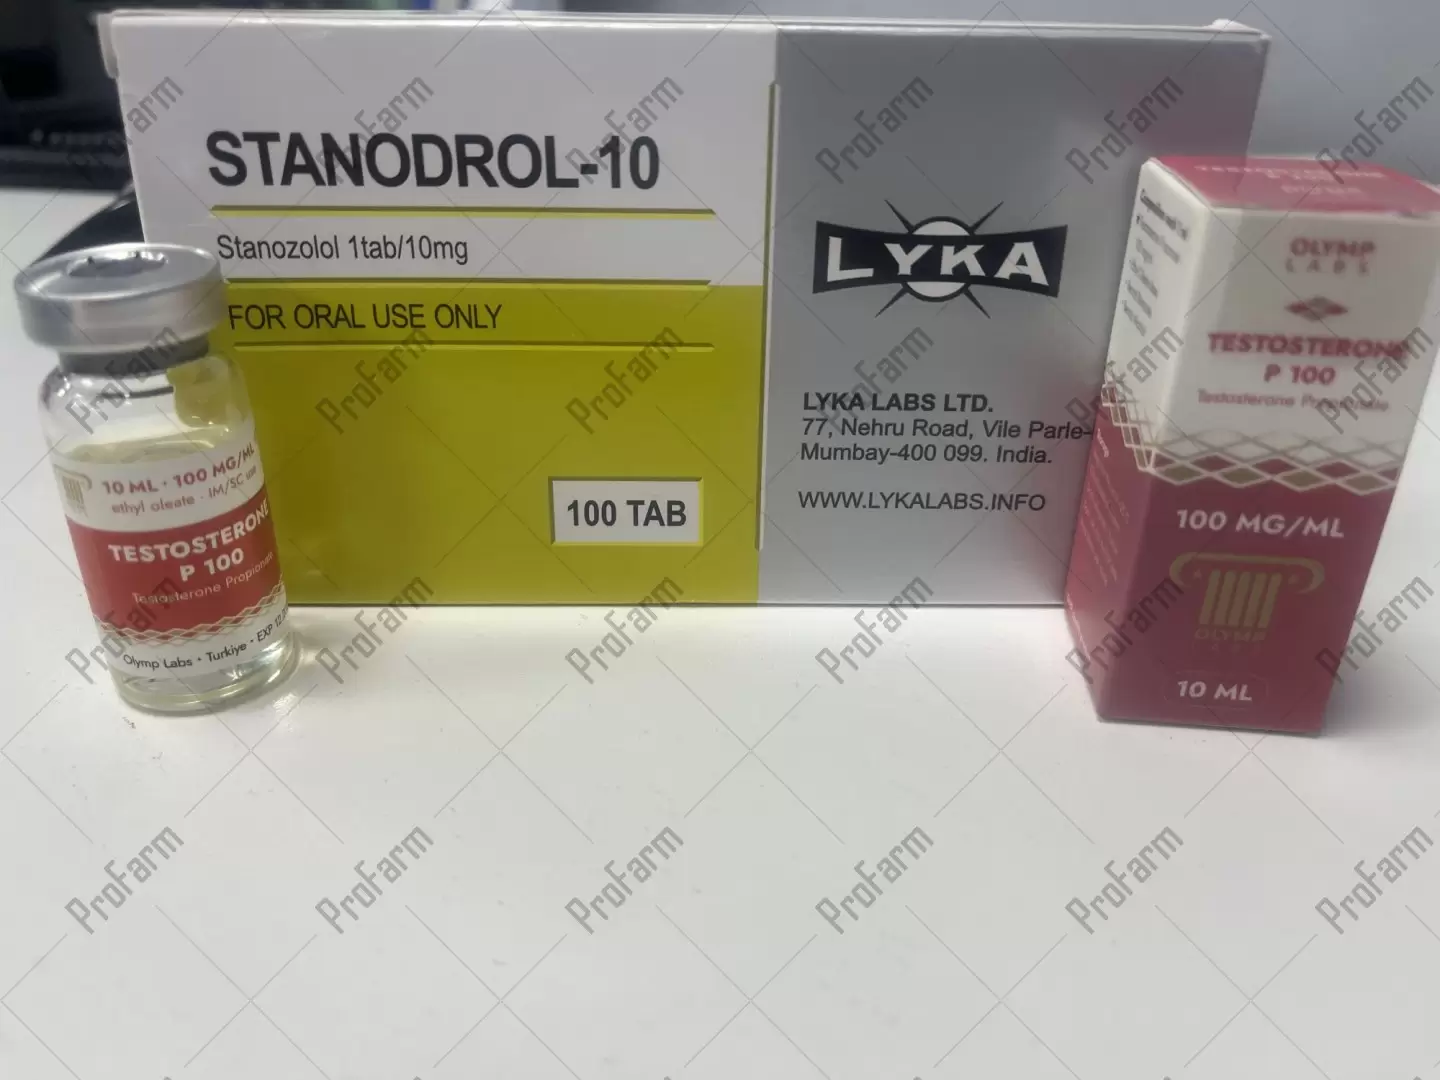 STANODROL-10
Stanozolol 1tab/10mg
FOR ORAL USE ONLY
100 TAB
LYKA
LYKA LABS LTD.
77, Nehru Road, Vile Parle-
Mumbay-400 099. India.
WWW.LYKALABS.INFO
10 ML · 100 MG/ML
ethyl oleate · IM/SC use
TESTOSTERONE
P 100
Testosterone Propiona
Olymp Labs · Turkiye · EXP 12.
OLYMP
LABS
TESTOSTERONE
P 100
Testosterone Propionate
100 MG/ML
OLYMP
10 ML
ProFarm